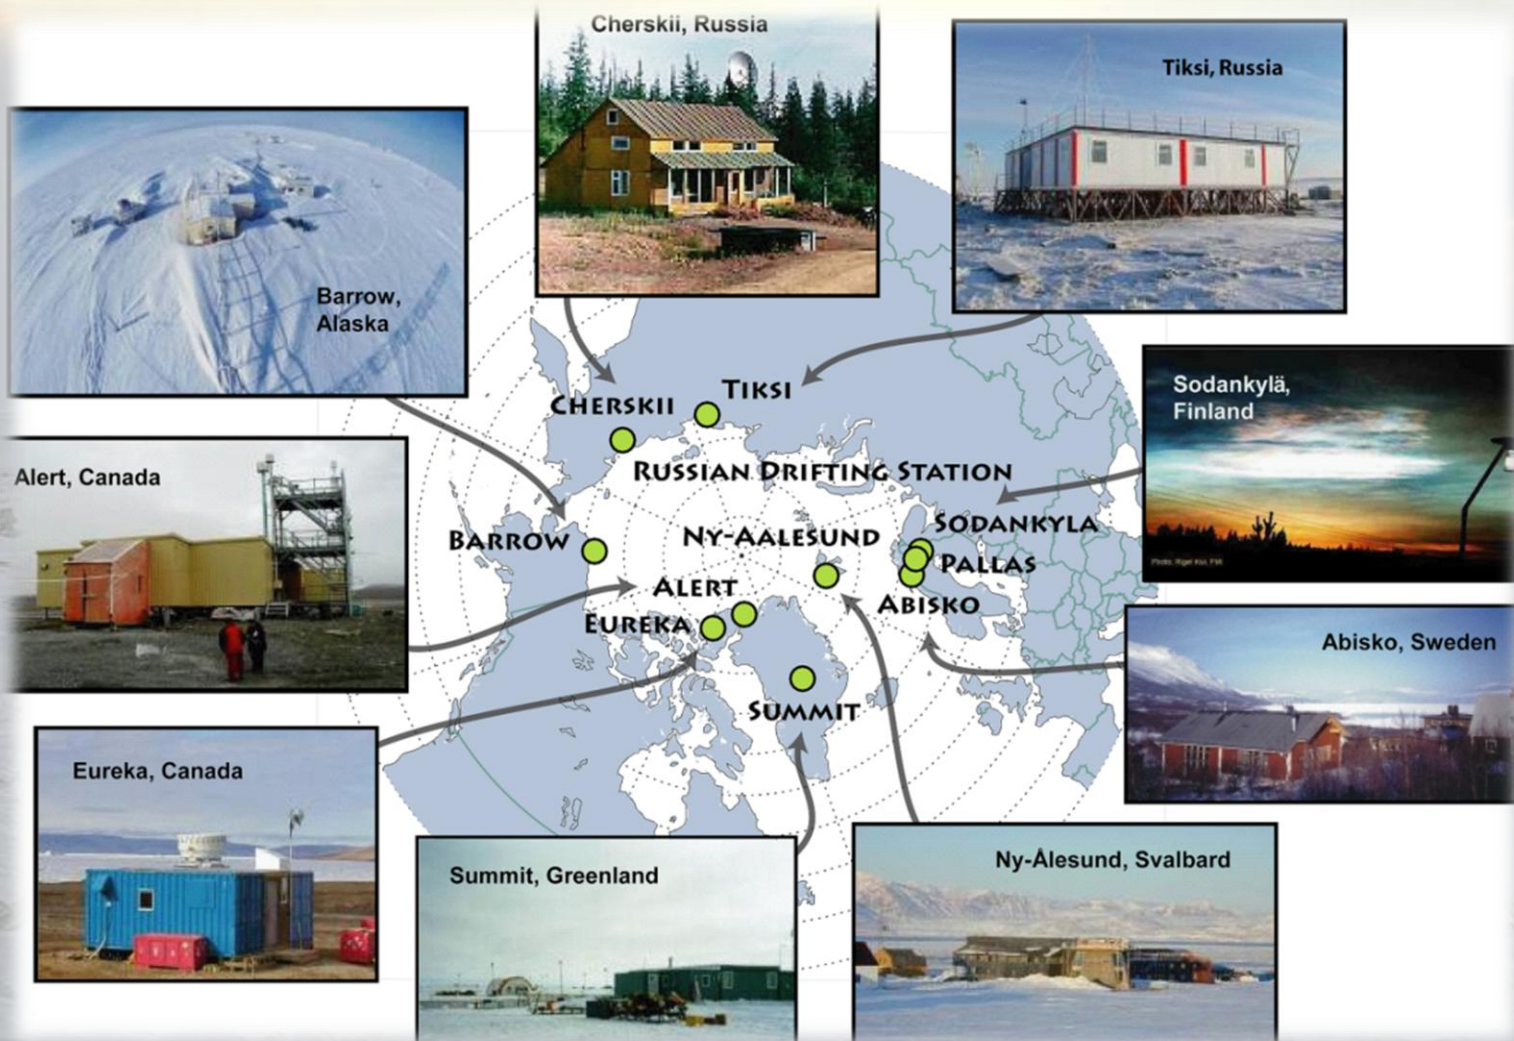 Cherskii, Russia
Tiksi, Russia
Barrow,
Alaska
Sodankylä,
Finland
TIKSI
CHERSKII
RUSSIAN DRIFTING STATION
Alert, Canada
SODANKYLA
NY-AALESUND
BARROW
PALLAS
ALERT
ABISKO
EUREKA
Abisko, Sweden
SUMMIT
Eureka, Canada
Summit, Greenland
Ny-Ålesund, Svalbard